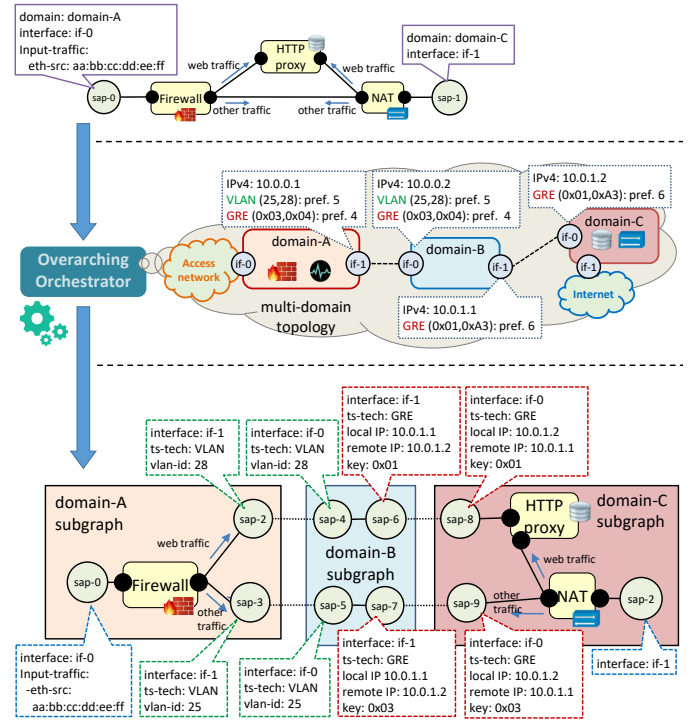 domain: domain-A
interface: if-0
Input-traffic:
eth-src: aa:bb:cc:dd:ee:ff
HTTP
proxy
domain: domain-C
interface: if-1
web traffic
web traffic
sap-0
Firewall
NAT
sap-1
other traffic
other traffic
IPv4: 10.0.0.1
VLAN (25,28): pref. 5
GRE (0x03,0x04): pref. 4
IPv4: 10.0.0.2
VLAN (25,28): pref. 5
GRE (0x03,0x04): pref. 4
IPv4: 10.0.1.2
GRE (0x01,0xA3): pref. 6
Overarching
Orchestrator
Access
network
domain-A
if-0
if-1
domain-B
if-0
if-1
domain-C
if-0
if-1
Internet
multi-domain
topology
IPv4: 10.0.1.1
GRE (0x01,0xA3): pref. 6
interface: if-1
ts-tech: VLAN
vlan-id: 28
interface: if-0
ts-tech: VLAN
vlan-id: 28
interface: if-1
ts-tech: GRE
local IP: 10.0.1.1
remote IP: 10.0.1.2
key: 0x01
interface: if-0
ts-tech: GRE
local IP: 10.0.1.2
remote IP: 10.0.1.1
key: 0x01
domain-A
subgraph
sap-2
sap-4
sap-6
sap-8
HTTP
proxy
domain-C
subgraph
web traffic
domain-B
subgraph
web traffic
sap-0
Firewall
other
traffic
sap-3
sap-5
sap-7
sap-9
other
traffic
NAT
sap-2
interface: if-0
Input-traffic:
-eth-src:
aa:bb:cc:dd:ee:ff
interface: if-1
ts-tech: VLAN
vlan-id: 25
interface: if-0
ts-tech: VLAN
vlan-id: 25
interface: if-1
ts-tech: GRE
local IP: 10.0.1.1
remote IP: 10.0.1.2
key: 0x03
interface: if-0
ts-tech: GRE
local IP: 10.0.1.2
remote IP: 10.0.1.1
key: 0x03
interface: if-1